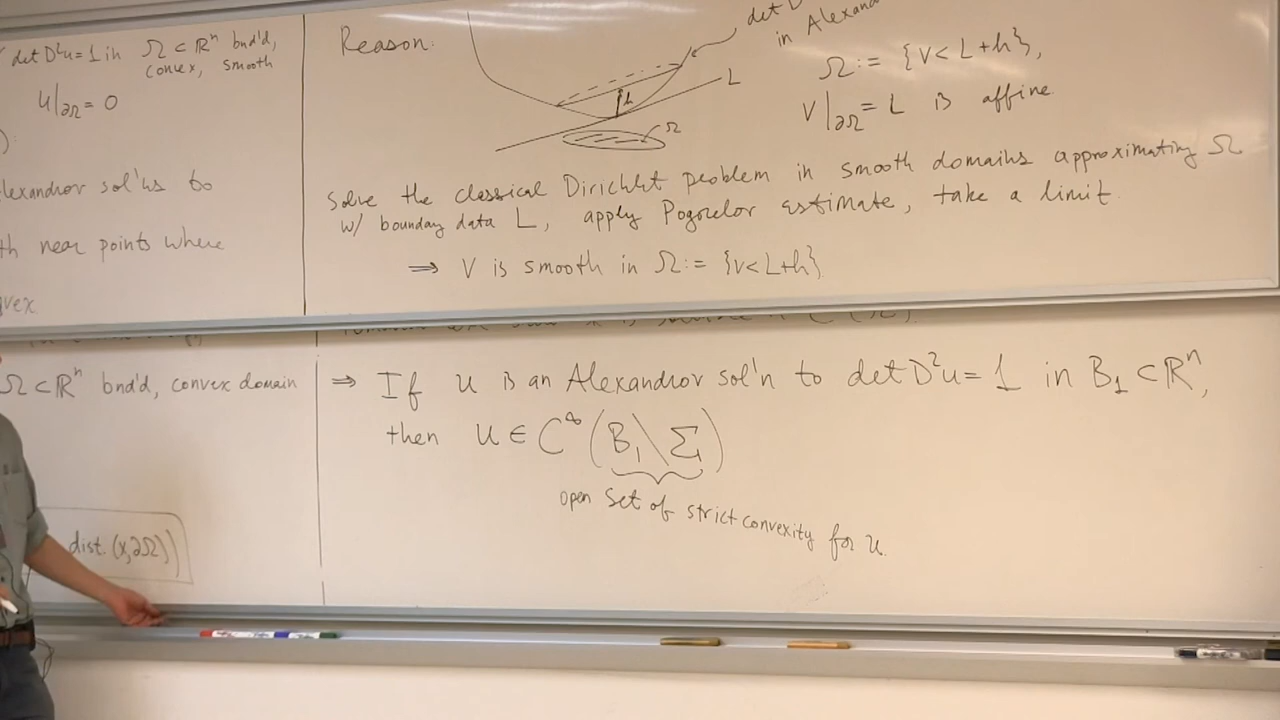 det D²u = 1 in Ω ⊂ ℝⁿ bnd'd,
convex, smooth
u|∂Ω = 0
):
lexandrov sol'ns to
th near points where
vex
Reason:
det D
in Alexan
L
h
Ω
Ω := {v < L+h},
v|∂Ω = L is affine
Solve the classical Dirichlet problem in smooth domains approximating Ω
w/ boundary data L, apply Pogorelov estimate, take a limit.
⇒ v is smooth in Ω := {v < L+h}
Ω ⊂ ℝⁿ bnd'd, convex domain
dist.(x,∂Ω))
⇒ If u is an Alexandrov sol'n to det D²u = 1 in B₁ ⊂ ℝⁿ,
then u ∈ C^∞(B₁\Σ)
open set of strict convexity for u.